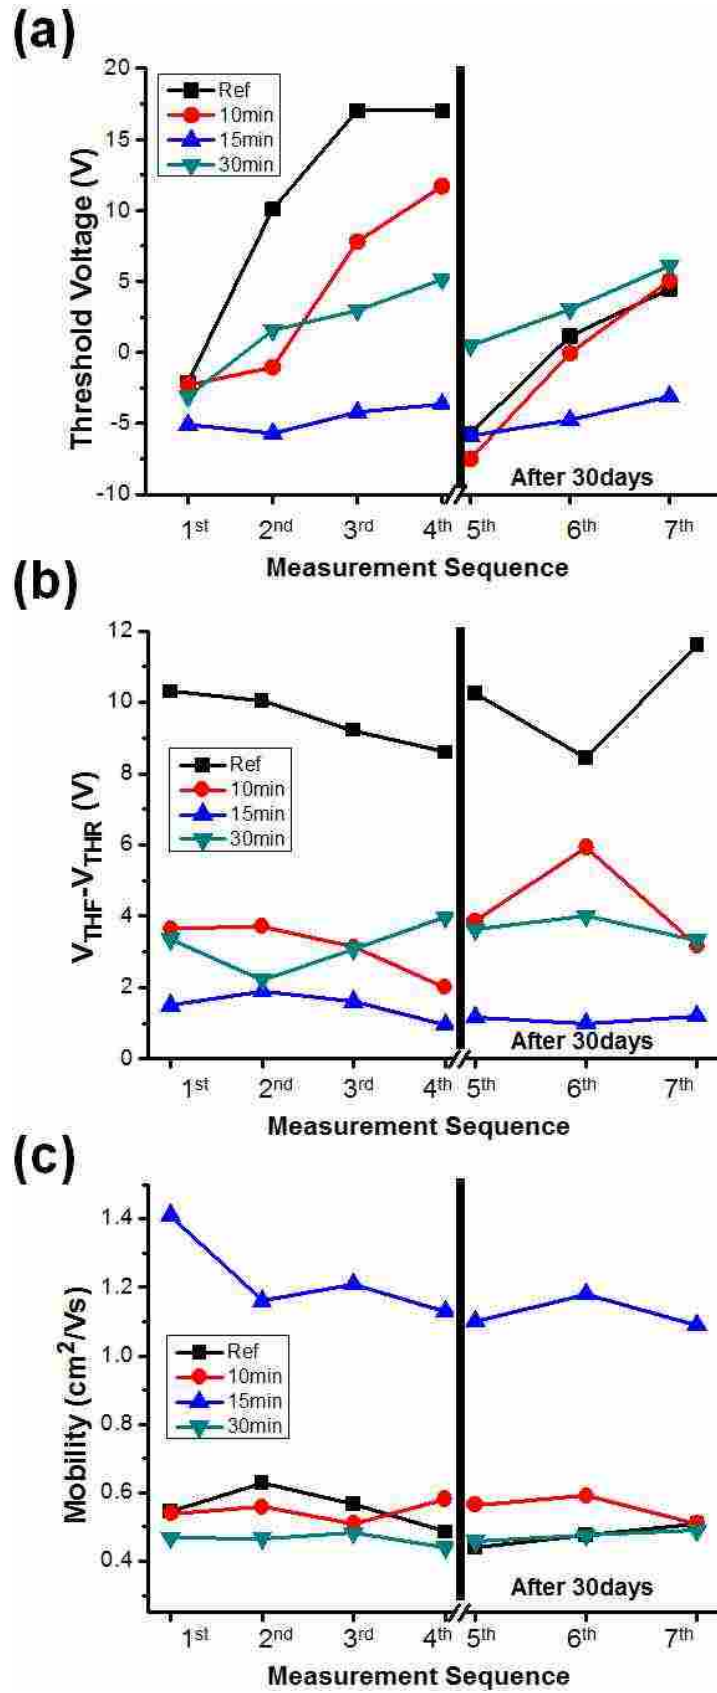 (a)
20
15
10
5
0
-5
-10
Threshold Voltage (V)
Ref
10min
15min
30min
After 30days
1st 2nd 3rd 4th 5th 6th 7th
Measurement Sequence
(b)
12
10
8
6
4
2
0
VTHF-VTHR (V)
Ref
10min
15min
30min
After 30days
1st 2nd 3rd 4th 5th 6th 7th
Measurement Sequence
(c)
1.4
1.2
1.0
0.8
0.6
0.4
Mobility (cm²/Vs)
Ref
10min
15min
30min
After 30days
1st 2nd 3rd 4th 5th 6th 7th
Measurement Sequence